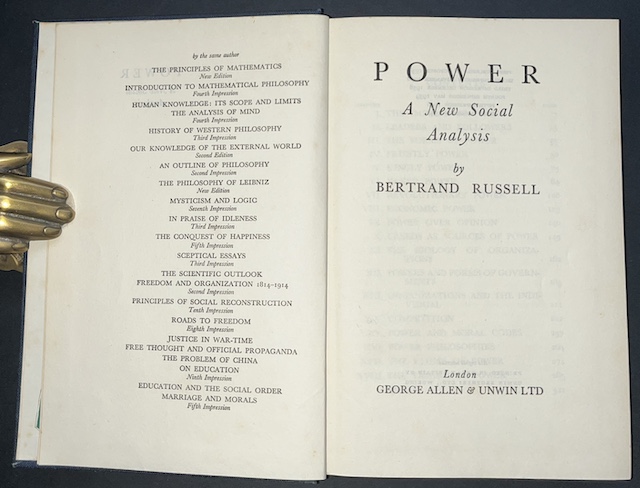 by the same author
THE PRINCIPLES OF MATHEMATICS
New Edition
INTRODUCTION TO MATHEMATICAL PHILOSOPHY
Fourth Impression
HUMAN KNOWLEDGE: ITS SCOPE AND LIMITS
THE ANALYSIS OF MIND
Fourth Impression
HISTORY OF WESTERN PHILOSOPHY
Third Impression
OUR KNOWLEDGE OF THE EXTERNAL WORLD
Second Edition
AN OUTLINE OF PHILOSOPHY
Second Impression
THE PHILOSOPHY OF LEIBNIZ
New Edition
MYSTICISM AND LOGIC
Seventh Impression
IN PRAISE OF IDLENESS
Third Impression
THE CONQUEST OF HAPPINESS
Fifth Impression
SCEPTICAL ESSAYS
Third Impression
THE SCIENTIFIC OUTLOOK
FREEDOM AND ORGANIZATION 1814-1914
Second Impression
PRINCIPLES OF SOCIAL RECONSTRUCTION
Tenth Impression
ROADS TO FREEDOM
Eighth Impression
JUSTICE IN WAR-TIME
FREE THOUGHT AND OFFICIAL PROPAGANDA
THE PROBLEM OF CHINA
ON EDUCATION
Ninth Impression
EDUCATION AND THE SOCIAL ORDER
MARRIAGE AND MORALS
Fifth Impression
POWER
A New Social
Analysis
by
BERTRAND RUSSELL
London
GEORGE ALLEN & UNWIN LTD